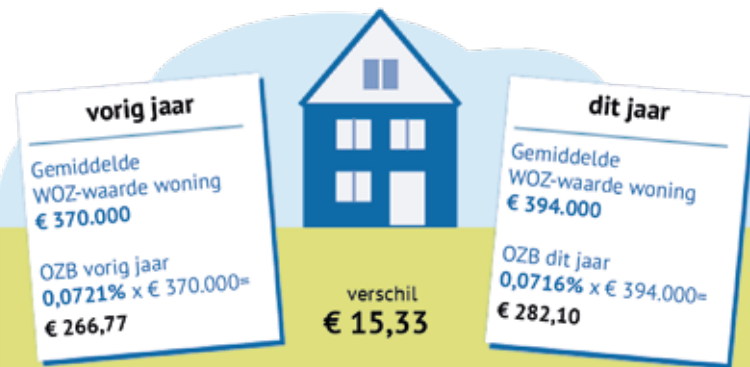 vorig jaar
Gemiddelde
WOZ-waarde woning
€ 370.000
OZB vorig jaar
0,0721% x € 370.000=
€ 266,77
verschil
€ 15,33
dit jaar
Gemiddelde
WOZ-waarde woning
€ 394.000
OZB dit jaar
0,0716% x € 394.000=
€ 282,10